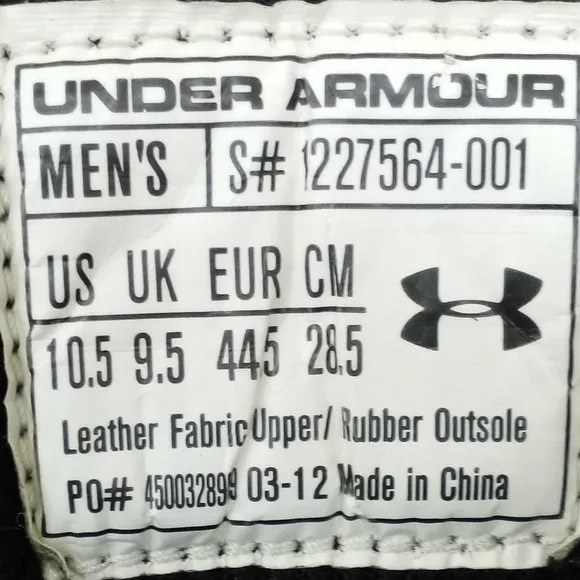 UNDER ARMOUR
MEN'S S# 1227564-001
US UK EUR CM
10.5 9.5 44.5 28.5
Leather Fabric Upper/ Rubber Outsole
PO# 450032899 03-12 Made in China